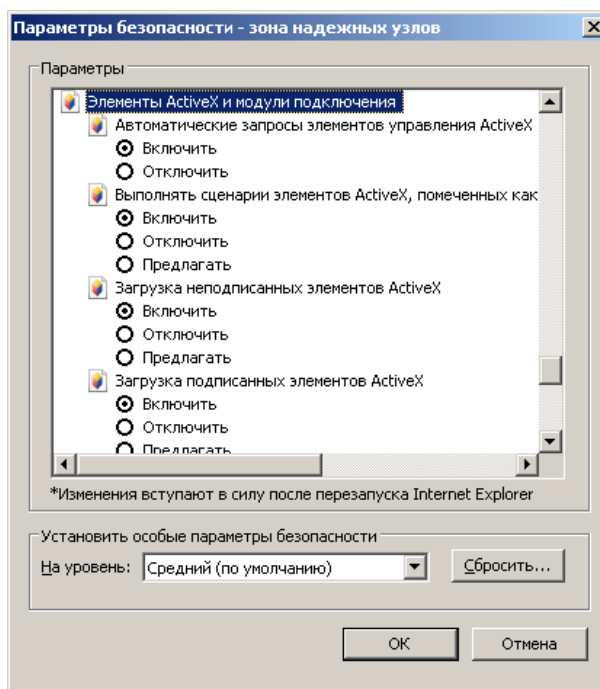 Параметры безопасности - зона надежных узлов
Параметры
Элементы ActiveX и модули подключения
Автоматические запросы элементов управления ActiveX
Включить
Отключить
Выполнять сценарии элементов ActiveX, помеченных как
Включить
Отключить
Предлагать
Загрузка неподписанных элементов ActiveX
Включить
Отключить
Предлагать
Загрузка подписанных элементов ActiveX
Включить
Отключить
Предлагать
*Изменения вступают в силу после перезапуска Internet Explorer
Установить особые параметры безопасности
На уровень: Средний (по умолчанию) Сбросить...
ОК Отмена